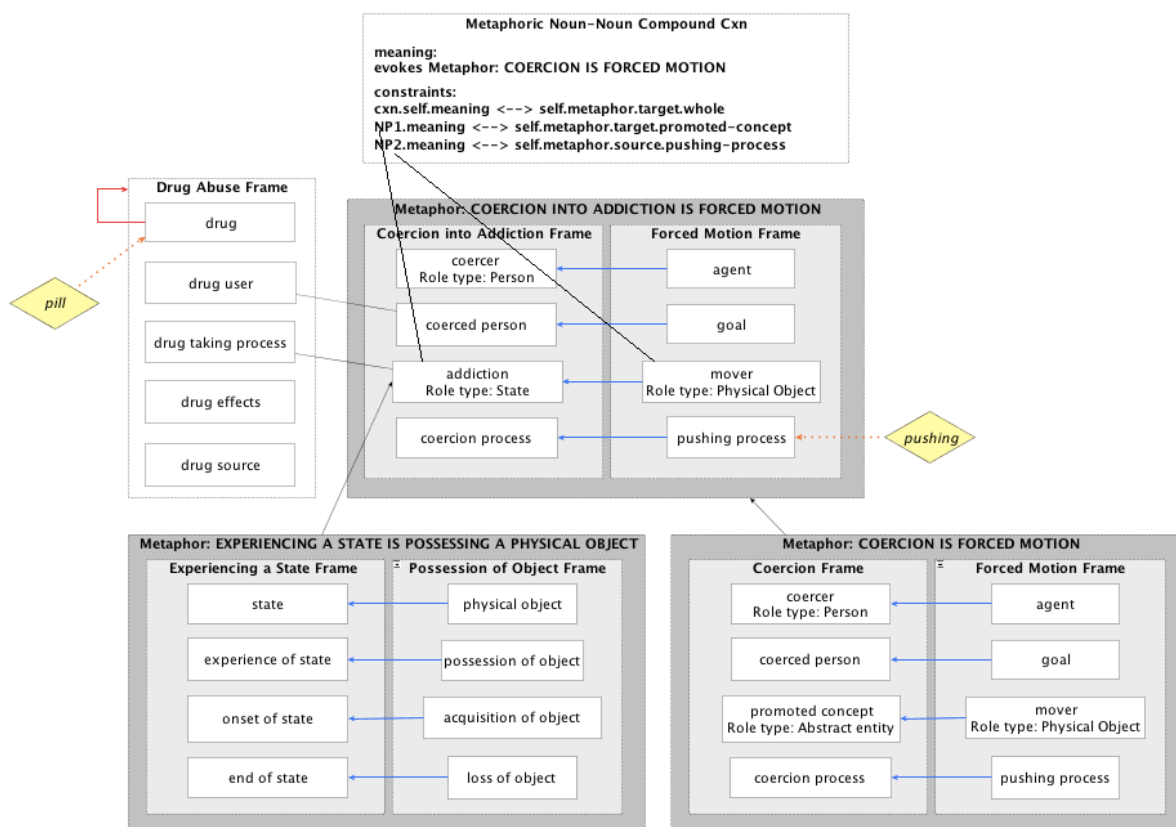 Metaphoric Noun-Noun Compound Cxn
meaning:
evokes Metaphor: COERCION IS FORCED MOTION
constraints:
cxn.self.meaning <--> self.metaphor.target.whole
NP1.meaning <--> self.metaphor.target.promoted-concept
NP2.meaning <--> self.metaphor.source.pushing-process
Drug Abuse Frame
drug
drug user
drug taking process
drug effects
drug source
pill
Metaphor: COERCION INTO ADDICTION IS FORCED MOTION
Coercion into Addiction Frame
coercer
Role type: Person
coerced person
addiction
Role type: State
coercion process
Forced Motion Frame
agent
goal
mover
Role type: Physical Object
pushing process
pushing
Metaphor: EXPERIENCING A STATE IS POSSESSING A PHYSICAL OBJECT
Experiencing a State Frame
state
experience of state
onset of state
end of state
Possession of Object Frame
physical object
possession of object
acquisition of object
loss of object
Metaphor: COERCION IS FORCED MOTION
Coercion Frame
coercer
Role type: Person
coerced person
promoted concept
Role type: Abstract entity
coercion process
Forced Motion Frame
agent
goal
mover
Role type: Physical Object
pushing process